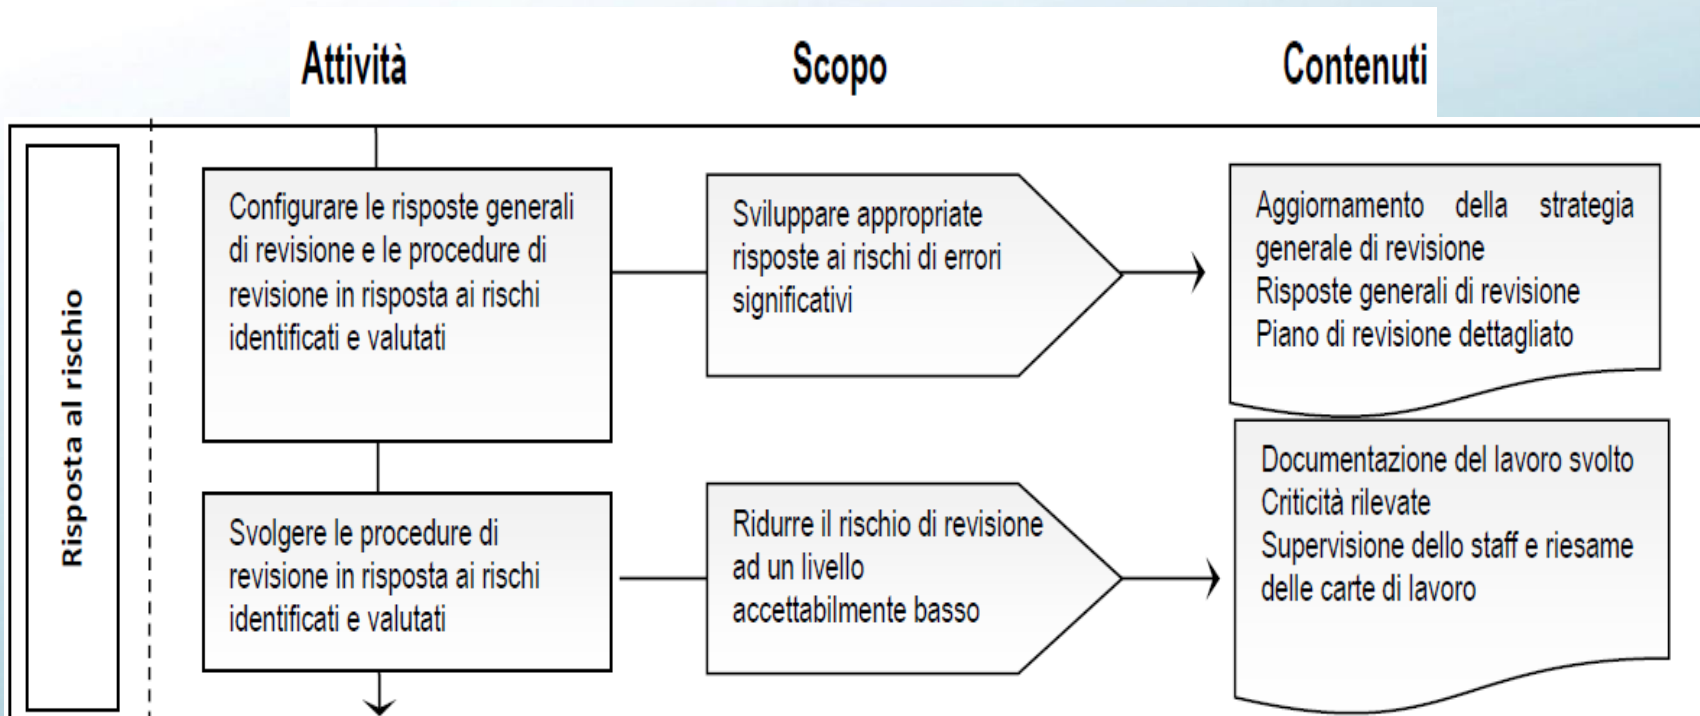 Attività
Scopo
Contenuti
Risposta al rischio
Configurare le risposte generali
di revisione e le procedure di
revisione in risposta ai rischi
identificati e valutati
Sviluppare appropriate
risposte ai rischi di errori
significativi
Aggiornamento della strategia
generale di revisione
Risposte generali di revisione
Piano di revisione dettagliato
Svolgere le procedure di
revisione in risposta ai rischi
identificati e valutati
Ridurre il rischio di revisione
ad un livello
accettabilmente basso
Documentazione del lavoro svolto
Criticità rilevate
Supervisione dello staff e riesame
delle carte di lavoro